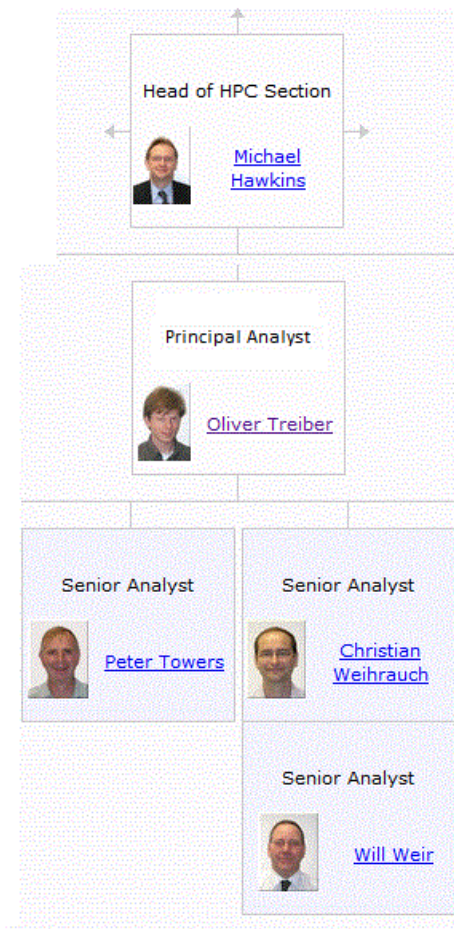 Head of HPC Section
Michael
Hawkins
Principal Analyst
Oliver Treiber
Senior Analyst
Peter Towers
Senior Analyst
Christian
Weihrauch
Senior Analyst
Will Weir